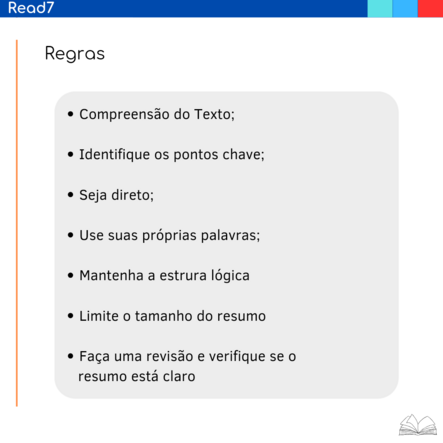 Read7
Regras
• Compreensão do Texto;
• Identifique os pontos chave;
• Seja direto;
• Use suas próprias palavras;
• Mantenha a estrura lógica
• Limite o tamanho do resumo
• Faça uma revisão e verifique se o
resumo está claro